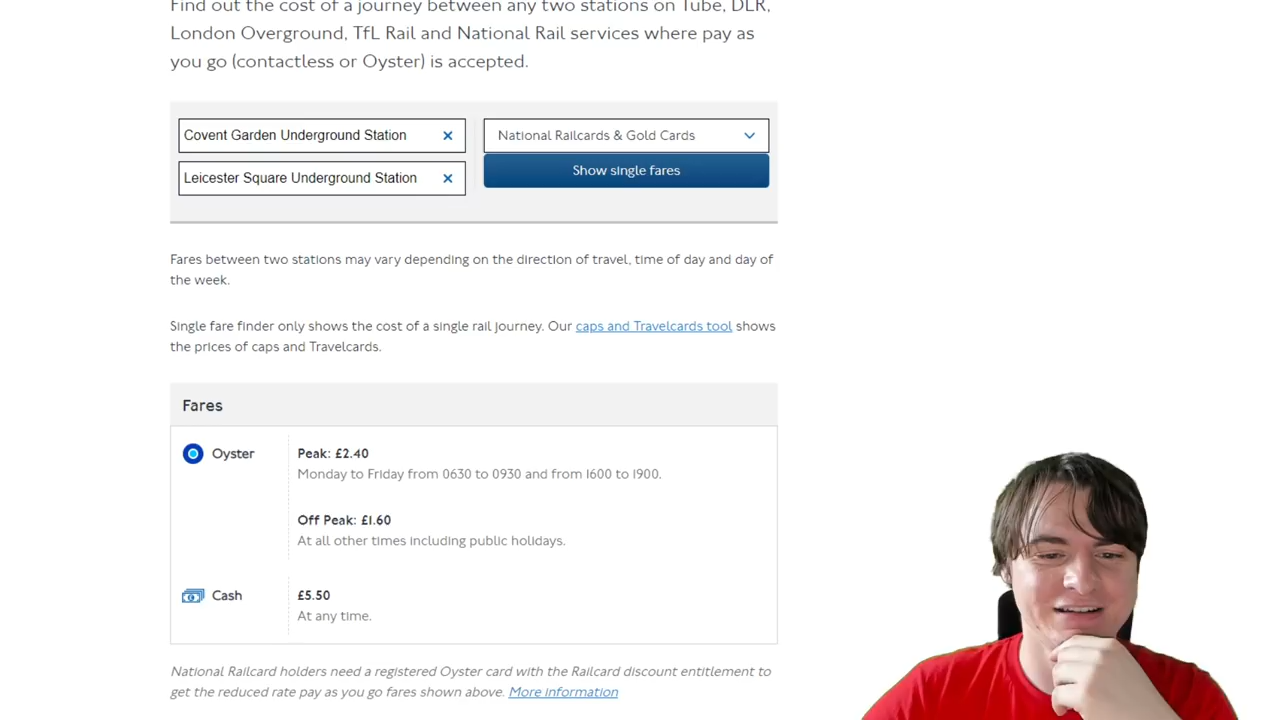 Find out the cost of a journey between any two stations on Tube, DLR,
London Overground, TfL Rail and National Rail services where pay as
you go (contactless or Oyster) is accepted.
Covent Garden Underground Station
National Railcards & Gold Cards
Leicester Square Underground Station
Show single fares
Fares between two stations may vary depending on the direction of travel, time of day and day of
the week.
Single fare finder only shows the cost of a single rail journey. Our caps and Travelcards tool shows
the prices of caps and Travelcards.
Fares
Oyster
Peak: £2.40
Monday to Friday from 0630 to 0930 and from 1600 to 1900.
Off Peak: £1.60
At all other times including public holidays.
Cash
£5.50
At any time.
National Railcard holders need a registered Oyster card with the Railcard discount entitlement to
get the reduced rate pay as you go fares shown above. More information